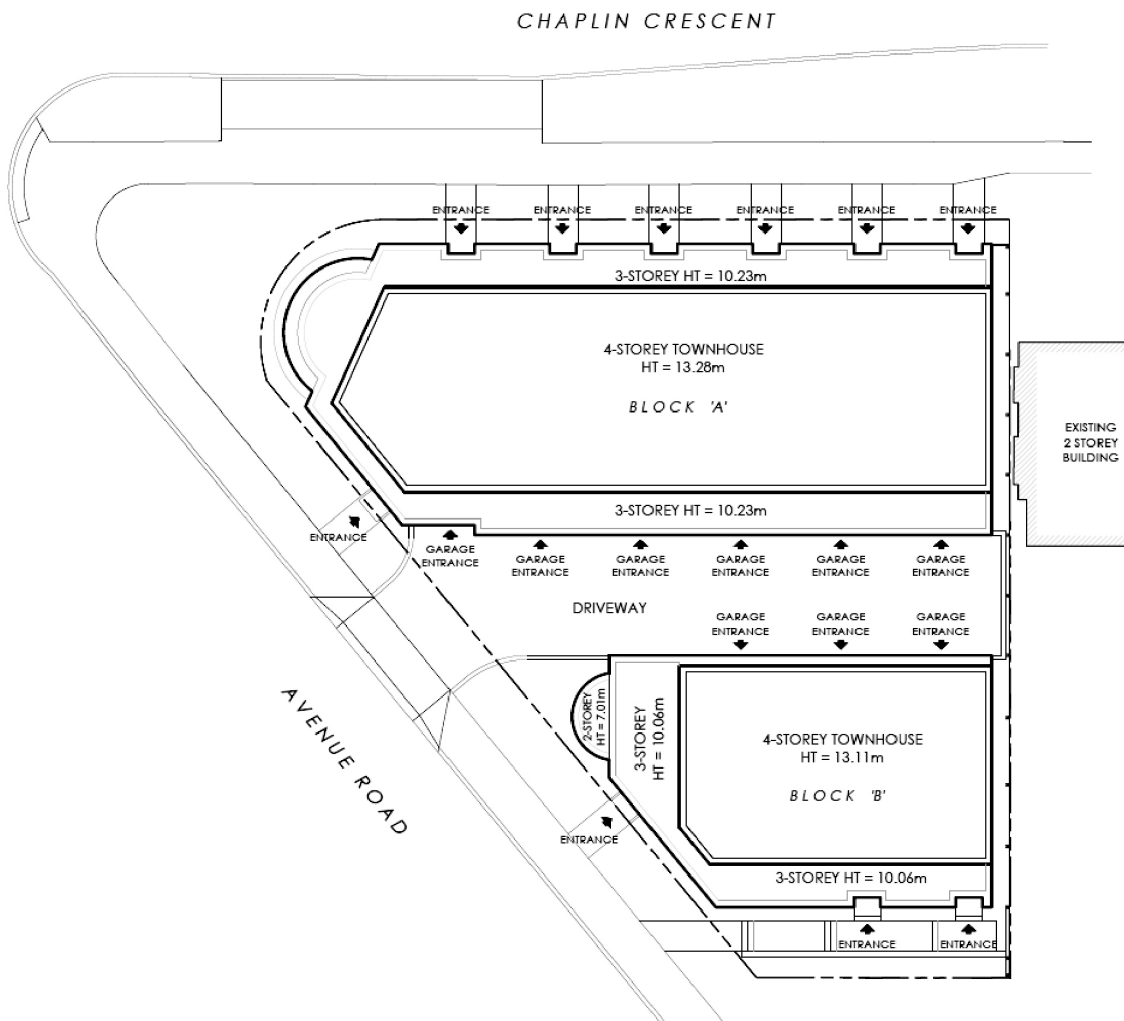 CHAPLIN CRESCENT
ENTRANCE
ENTRANCE
ENTRANCE
ENTRANCE
ENTRANCE
ENTRANCE
3-STOREY HT = 10.23m
4-STOREY TOWNHOUSE
HT = 13.28m
BLOCK 'A'
EXISTING
2 STOREY
BUILDING
3-STOREY HT = 10.23m
ENTRANCE
GARAGE
ENTRANCE
GARAGE
ENTRANCE
GARAGE
ENTRANCE
GARAGE
ENTRANCE
GARAGE
ENTRANCE
GARAGE
ENTRANCE
DRIVEWAY
GARAGE
ENTRANCE
GARAGE
ENTRANCE
GARAGE
ENTRANCE
AVENUE ROAD
2-STOREY
HT = 7.01m
3-STOREY
HT = 10.06m
4-STOREY TOWNHOUSE
HT = 13.11m
BLOCK 'B'
ENTRANCE
3-STOREY HT = 10.06m
ENTRANCE
ENTRANCE